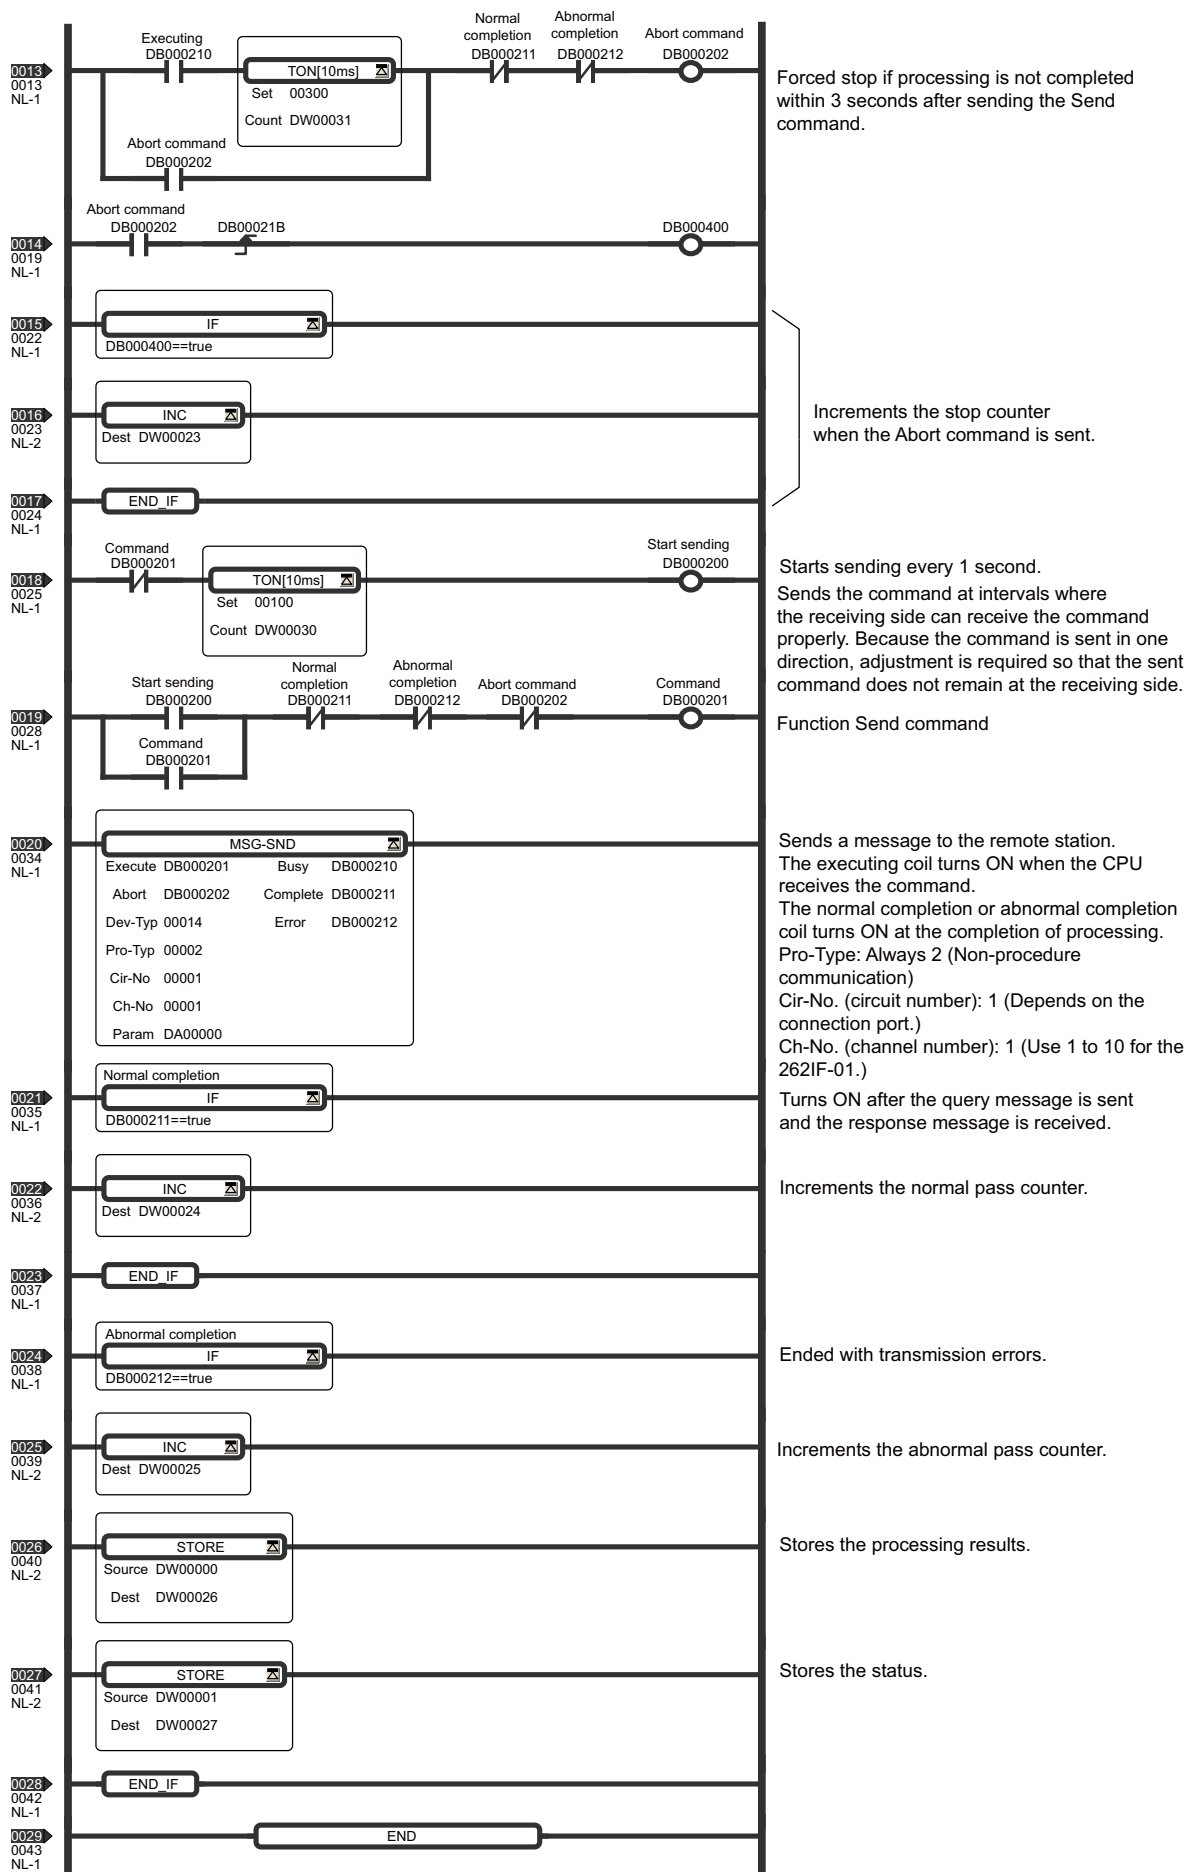 Normal
completion
DB000211
Abnormal
completion
DB000212
Abort command
DB000202
Executing
DB000210
0013
0013
NL-1
TON[10ms]
Set 00300
Count DW00031
Abort command
DB000202
Forced stop if processing is not completed
within 3 seconds after sending the Send
command.
Abort command
DB000202
DB00021B
DB000400
0014
0019
NL-1
0015
0022
NL-1
IF
DB000400==true
0016
0023
NL-2
INC
Dest DW00023
Increments the stop counter
when the Abort command is sent.
0017
0024
NL-1
END_IF
Command
DB000201
Start sending
DB000200
0018
0025
NL-1
TON[10ms]
Set 00100
Count DW00030
Starts sending every 1 second.
Sends the command at intervals where
the receiving side can receive the command
properly. Because the command is sent in one
direction, adjustment is required so that the sent
command does not remain at the receiving side.
Start sending
DB000200
Normal
completion
DB000211
Abnormal
completion
DB000212
Abort command
DB000202
Command
DB000201
0019
0028
NL-1
Command
DB000201
Function Send command
0020
0034
NL-1
MSG-SND
Execute DB000201 Busy DB000210
Abort DB000202 Complete DB000211
Dev-Typ 00014 Error DB000212
Pro-Typ 00002
Cir-No 00001
Ch-No 00001
Param DA00000
Sends a message to the remote station.
The executing coil turns ON when the CPU
receives the command.
The normal completion or abnormal completion
coil turns ON at the completion of processing.
Pro-Type: Always 2 (Non-procedure
communication)
Cir-No. (circuit number): 1 (Depends on the
connection port.)
Ch-No. (channel number): 1 (Use 1 to 10 for the
262IF-01.)
Normal completion
0021
0035
NL-1
IF
DB000211==true
Turns ON after the query message is sent
and the response message is received.
0022
0036
NL-2
INC
Dest DW00024
Increments the normal pass counter.
0023
0037
NL-1
END_IF
Abnormal completion
0024
0038
NL-1
IF
DB000212==true
Ended with transmission errors.
0025
0039
NL-2
INC
Dest DW00025
Increments the abnormal pass counter.
0026
0040
NL-2
STORE
Source DW00000
Dest DW00026
Stores the processing results.
0027
0041
NL-2
STORE
Source DW00001
Dest DW00027
Stores the status.
0028
0042
NL-1
END_IF
0029
0043
NL-1
END